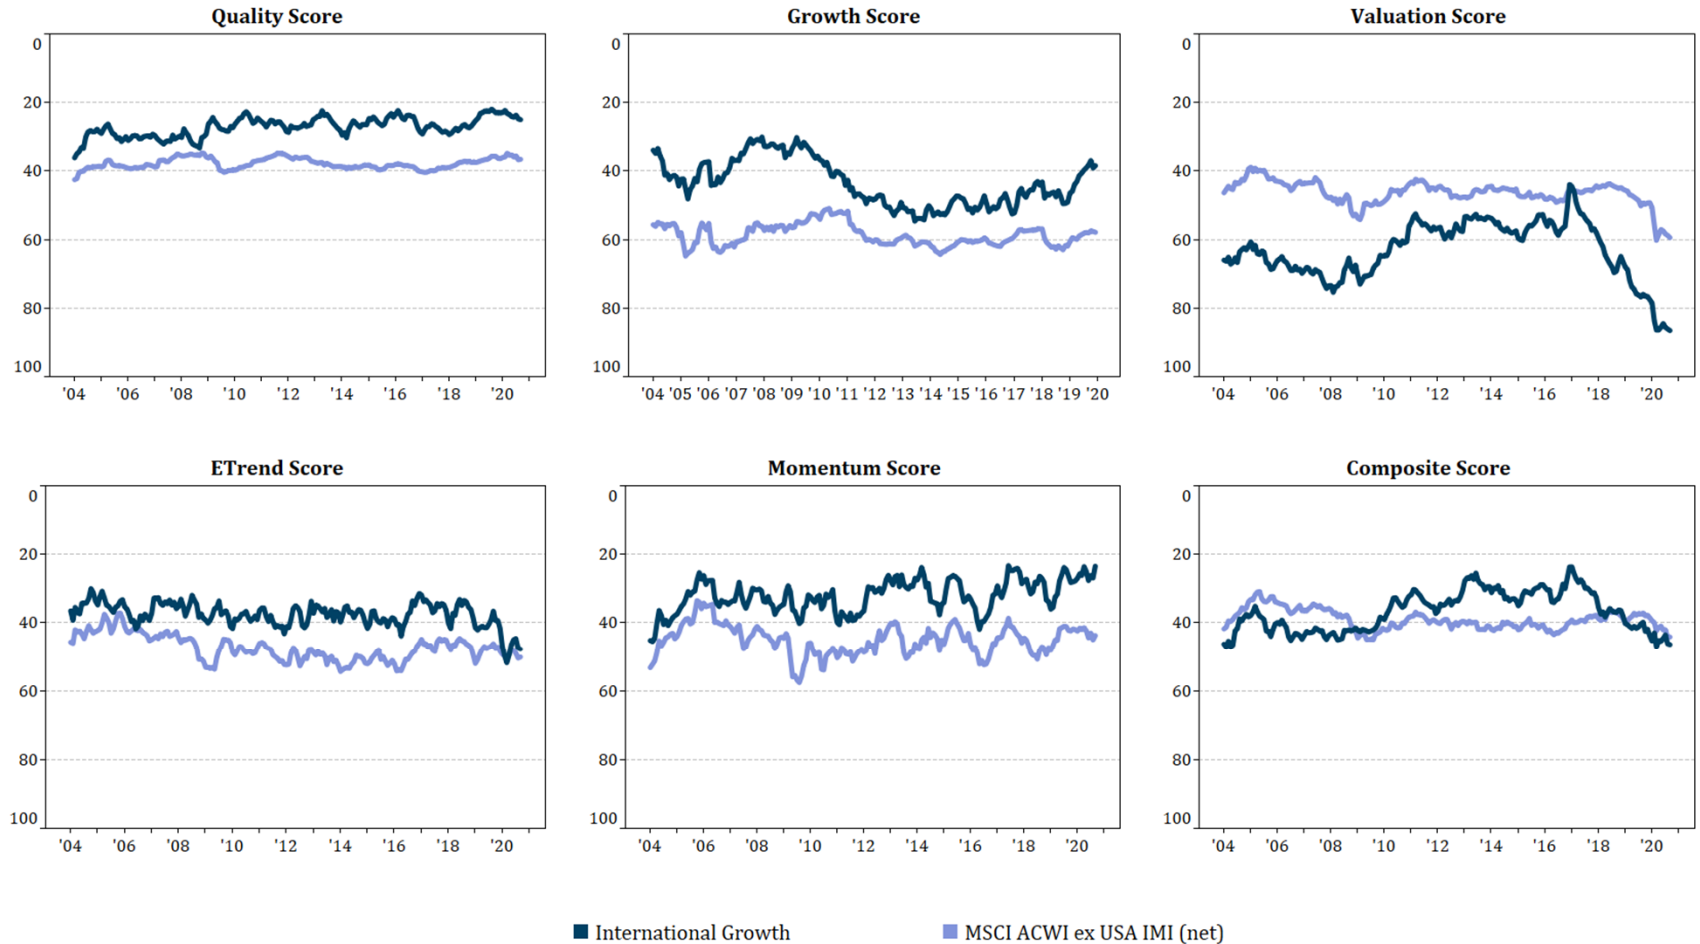 Quality Score
0
20
40
60
80
100
'04 '06 '08 '10 '12 '14 '16 '18 '20
Growth Score
0
20
40
60
80
100
'04 '05 '06 '07 '08 '09 '10 '11 '12 '13 '14 '15 '16 '17 '18 '19 '20
Valuation Score
0
20
40
60
80
100
'04 '06 '08 '10 '12 '14 '16 '18 '20
ETrend Score
0
20
40
60
80
100
'04 '06 '08 '10 '12 '14 '16 '18 '20
Momentum Score
0
20
40
60
80
100
'04 '06 '08 '10 '12 '14 '16 '18 '20
Composite Score
0
20
40
60
80
100
'04 '06 '08 '10 '12 '14 '16 '18 '20
International Growth
MSCI ACWI ex USA IMI (net)